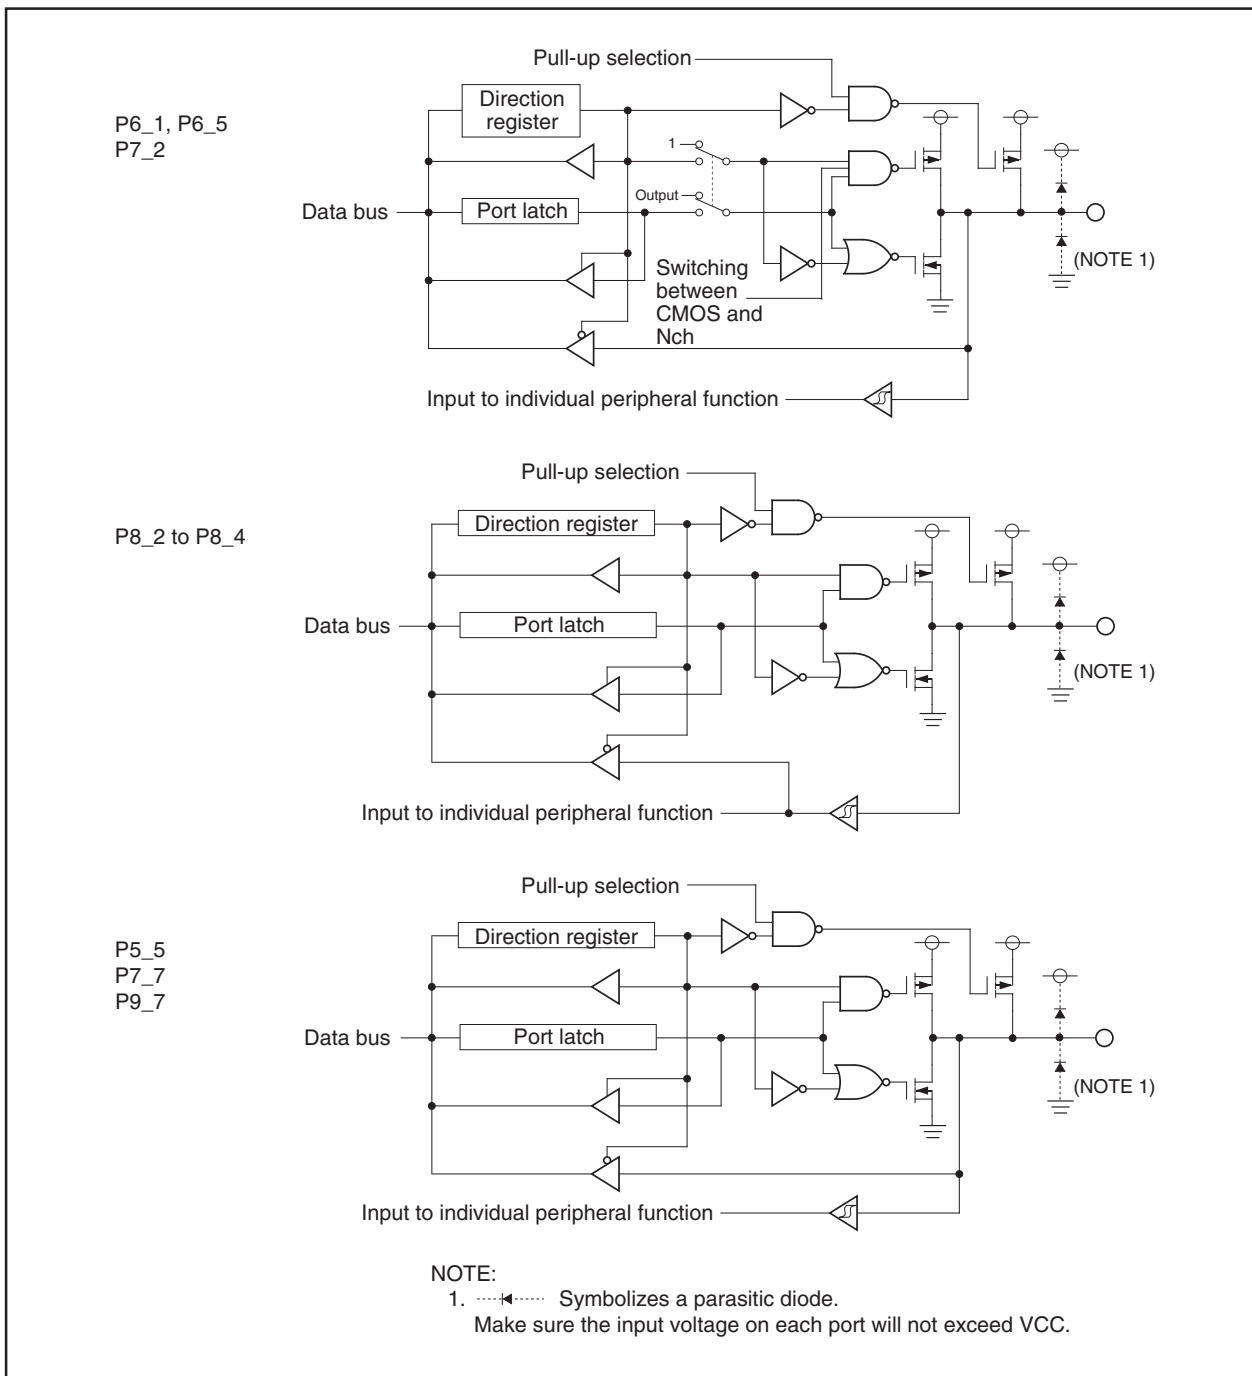 Pull-up selection
P6_1, P6_5
P7_2
Direction
register
1
Output
Data bus
Port latch
Switching
between
CMOS and
Nch
(NOTE 1)
Input to individual peripheral function
Pull-up selection
P8_2 to P8_4
Direction register
Data bus
Port latch
(NOTE 1)
Input to individual peripheral function
Pull-up selection
P5_5
P7_7
P9_7
Direction register
Data bus
Port latch
(NOTE 1)
Input to individual peripheral function
NOTE:
1. Symbolizes a parasitic diode.
Make sure the input voltage on each port will not exceed VCC.